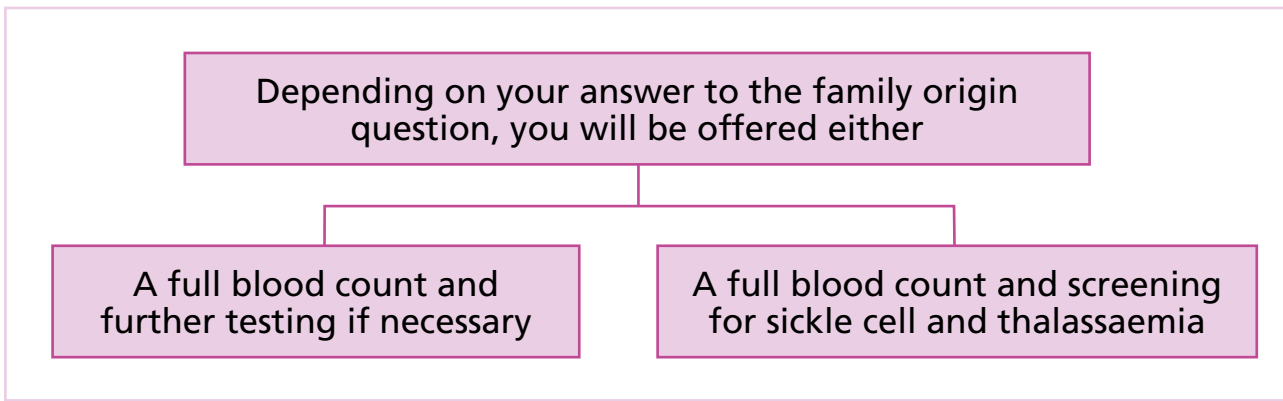 Depending on your answer to the family origin
question, you will be offered either
A full blood count and
further testing if necessary
A full blood count and screening
for sickle cell and thalassaemia